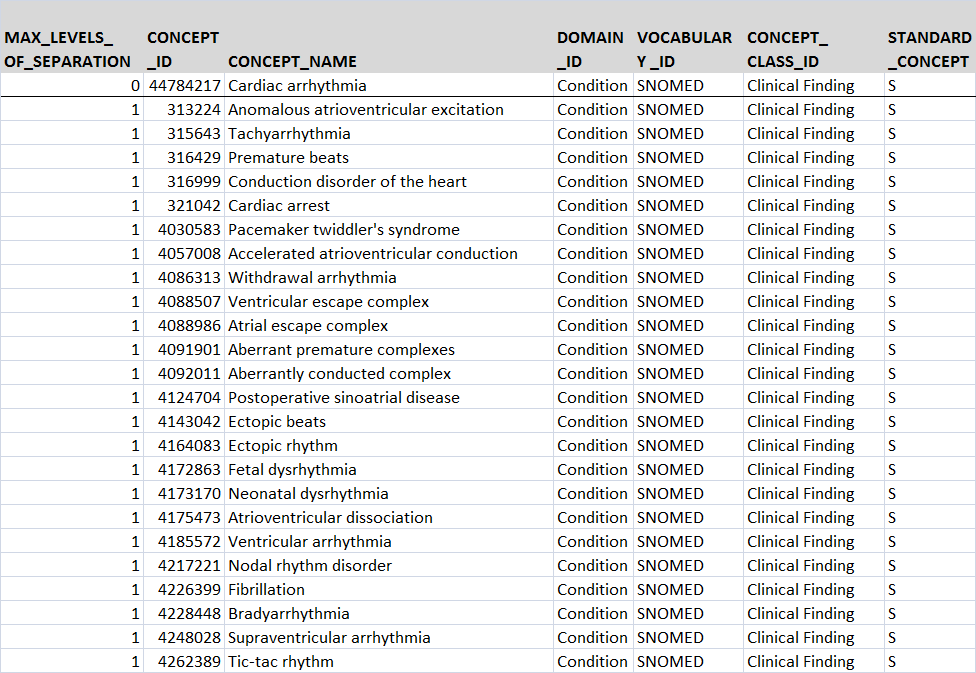 MAX_LEVELS_ CONCEPT DOMAIN VOCABULAR CONCEPT_ STANDARD
OF_SEPARATION _ID CONCEPT_NAME _ID Y _ID CLASS_ID _CONCEPT
0 44784217 Cardiac arrhythmia Condition SNOMED Clinical Finding S
1 313224 Anomalous atrioventricular excitation Condition SNOMED Clinical Finding S
1 315643 Tachyarrhythmia Condition SNOMED Clinical Finding S
1 316429 Premature beats Condition SNOMED Clinical Finding S
1 316999 Conduction disorder of the heart Condition SNOMED Clinical Finding S
1 321042 Cardiac arrest Condition SNOMED Clinical Finding S
1 4030583 Pacemaker twiddler's syndrome Condition SNOMED Clinical Finding S
1 4057008 Accelerated atrioventricular conduction Condition SNOMED Clinical Finding S
1 4086313 Withdrawal arrhythmia Condition SNOMED Clinical Finding S
1 4088507 Ventricular escape complex Condition SNOMED Clinical Finding S
1 4088986 Atrial escape complex Condition SNOMED Clinical Finding S
1 4091901 Aberrant premature complexes Condition SNOMED Clinical Finding S
1 4092011 Aberrantly conducted complex Condition SNOMED Clinical Finding S
1 4124704 Postoperative sinoatrial disease Condition SNOMED Clinical Finding S
1 4143042 Ectopic beats Condition SNOMED Clinical Finding S
1 4164083 Ectopic rhythm Condition SNOMED Clinical Finding S
1 4172863 Fetal dysrhythmia Condition SNOMED Clinical Finding S
1 4173170 Neonatal dysrhythmia Condition SNOMED Clinical Finding S
1 4175473 Atrioventricular dissociation Condition SNOMED Clinical Finding S
1 4185572 Ventricular arrhythmia Condition SNOMED Clinical Finding S
1 4217221 Nodal rhythm disorder Condition SNOMED Clinical Finding S
1 4226399 Fibrillation Condition SNOMED Clinical Finding S
1 4228448 Bradyarrhythmia Condition SNOMED Clinical Finding S
1 4248028 Supraventricular arrhythmia Condition SNOMED Clinical Finding S
1 4262389 Tic-tac rhythm Condition SNOMED Clinical Finding S